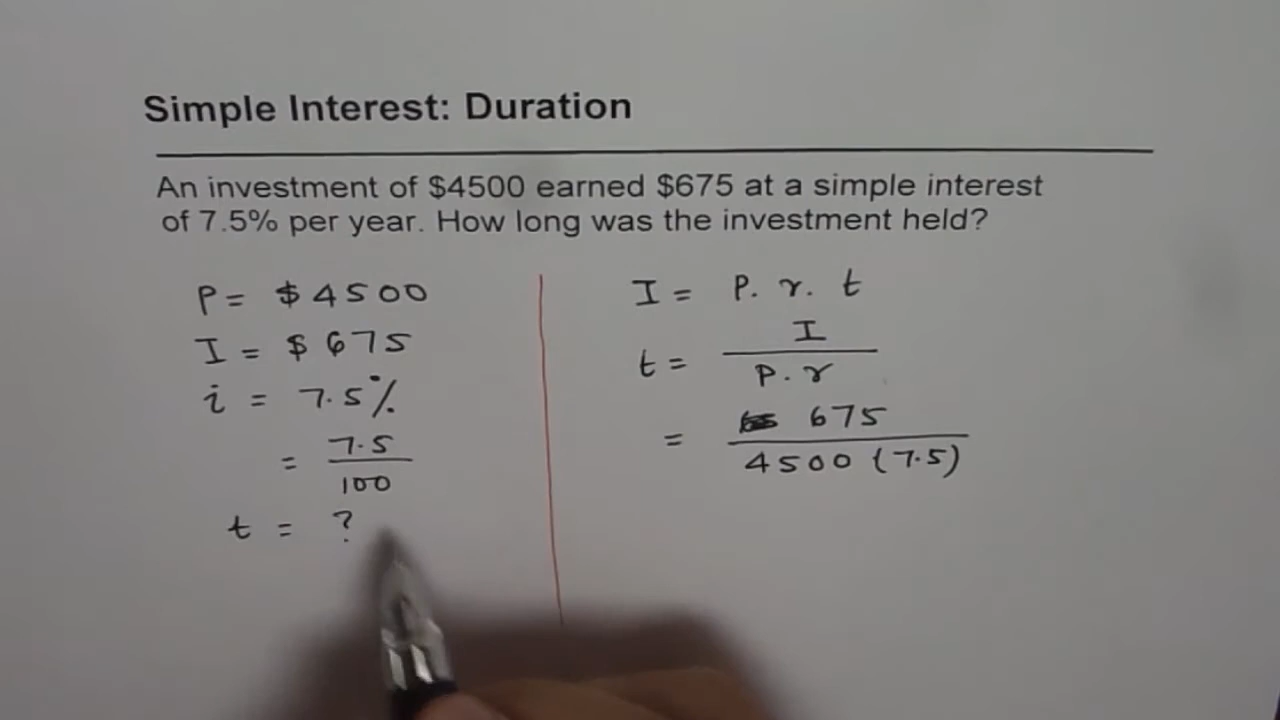 Simple Interest: Duration
An investment of $4500 earned $675 at a simple interest
of 7.5% per year. How long was the investment held?
P = $ 4500
I = $ 675
i = 7.5%
= 7.5
100
t = ?
I = P. r. t
t = I
P. r
= 675
4500 (7.5)